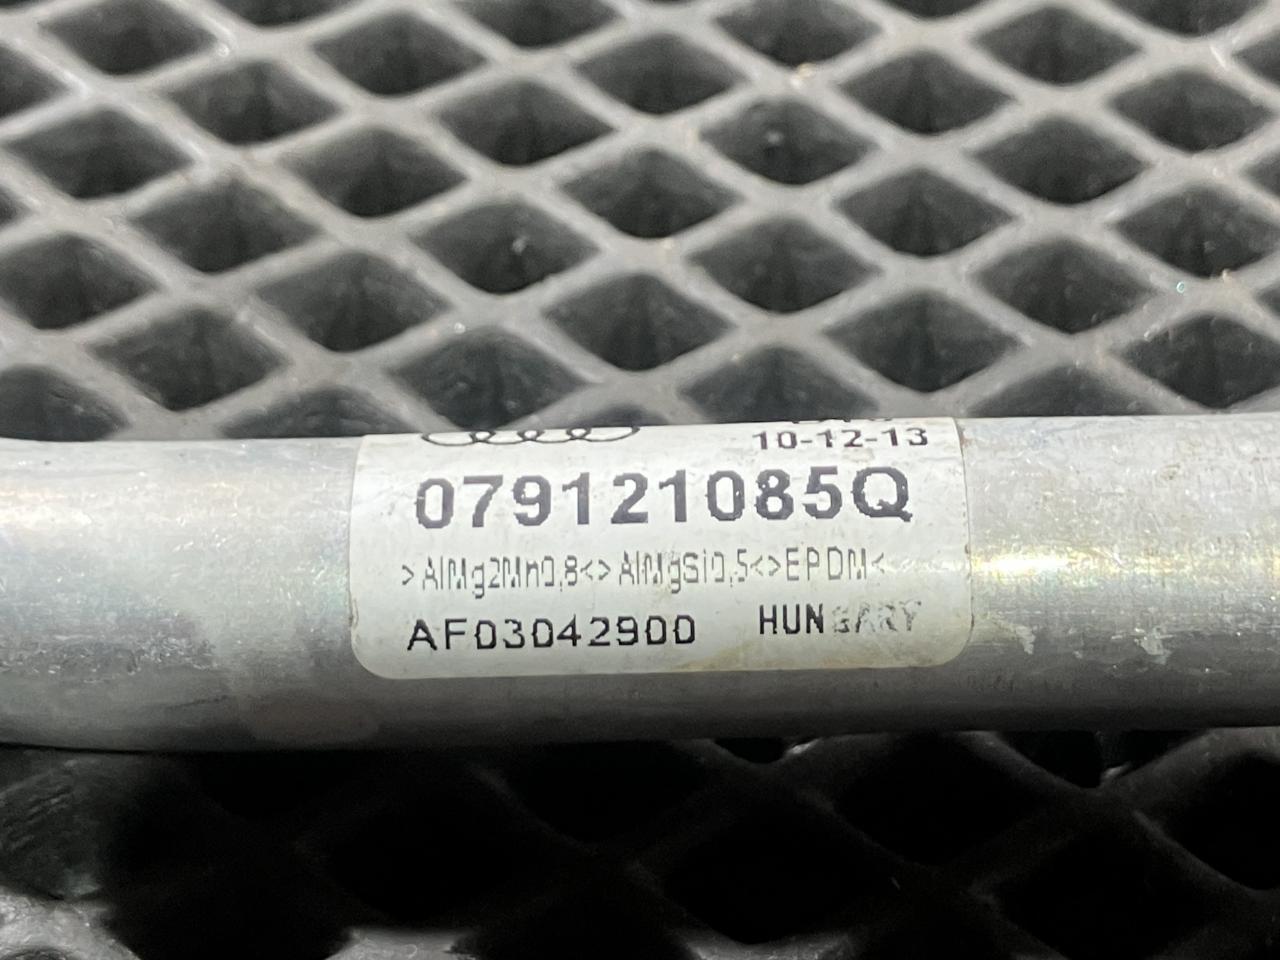 10-12-13
079121085Q
>AlMg2Mn0,8<>AlMgSi0,5<>EPDM<
AF03042900 HUNGARY